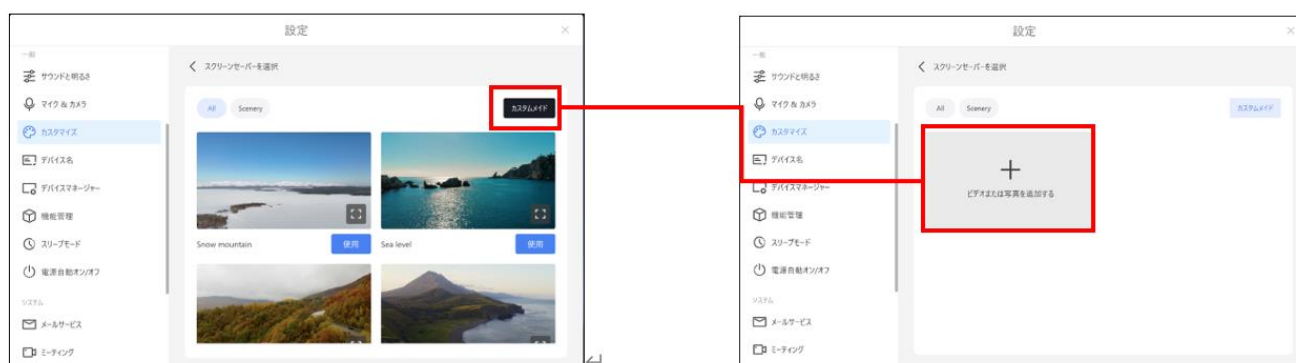 設定
一般
サウンドと明るさ
マイク & カメラ
カスタマイズ
デバイス名
デバイスマネージャー
機能管理
スリープモード
電源自動オン/オフ
システム
メールサービス
ミーティング
スクリーンセーバーを選択
All
Scenery
カスタムメイド
Snow mountain
使用
Sea level
使用
設定
一般
サウンドと明るさ
マイク & カメラ
カスタマイズ
デバイス名
デバイスマネージャー
機能管理
スリープモード
電源自動オン/オフ
システム
メールサービス
ミーティング
スクリーンセーバーを選択
All
Scenery
カスタムメイド
ビデオまたは写真を追加する